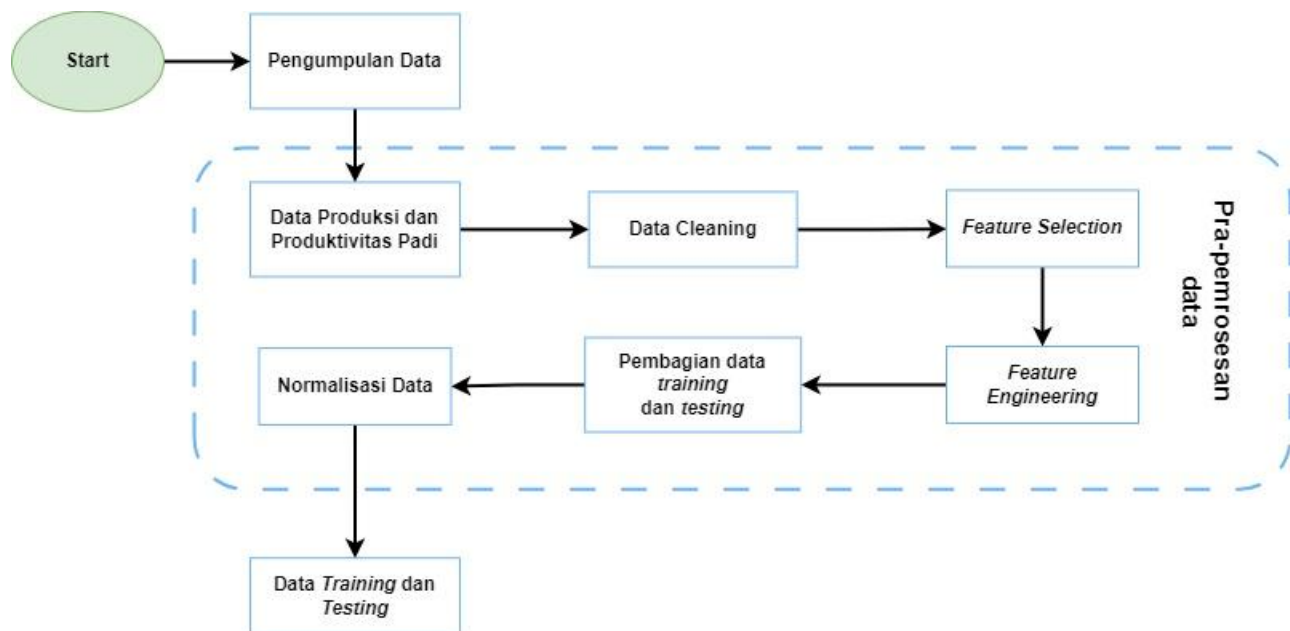 Start
Pengumpulan Data
Data Produksi dan
Produktivitas Padi
Data Cleaning
Feature Selection
Pra-pemrosesan
data
Feature
Engineering
Pembagian data
training
dan testing
Normalisasi Data
Data Training dan
Testing